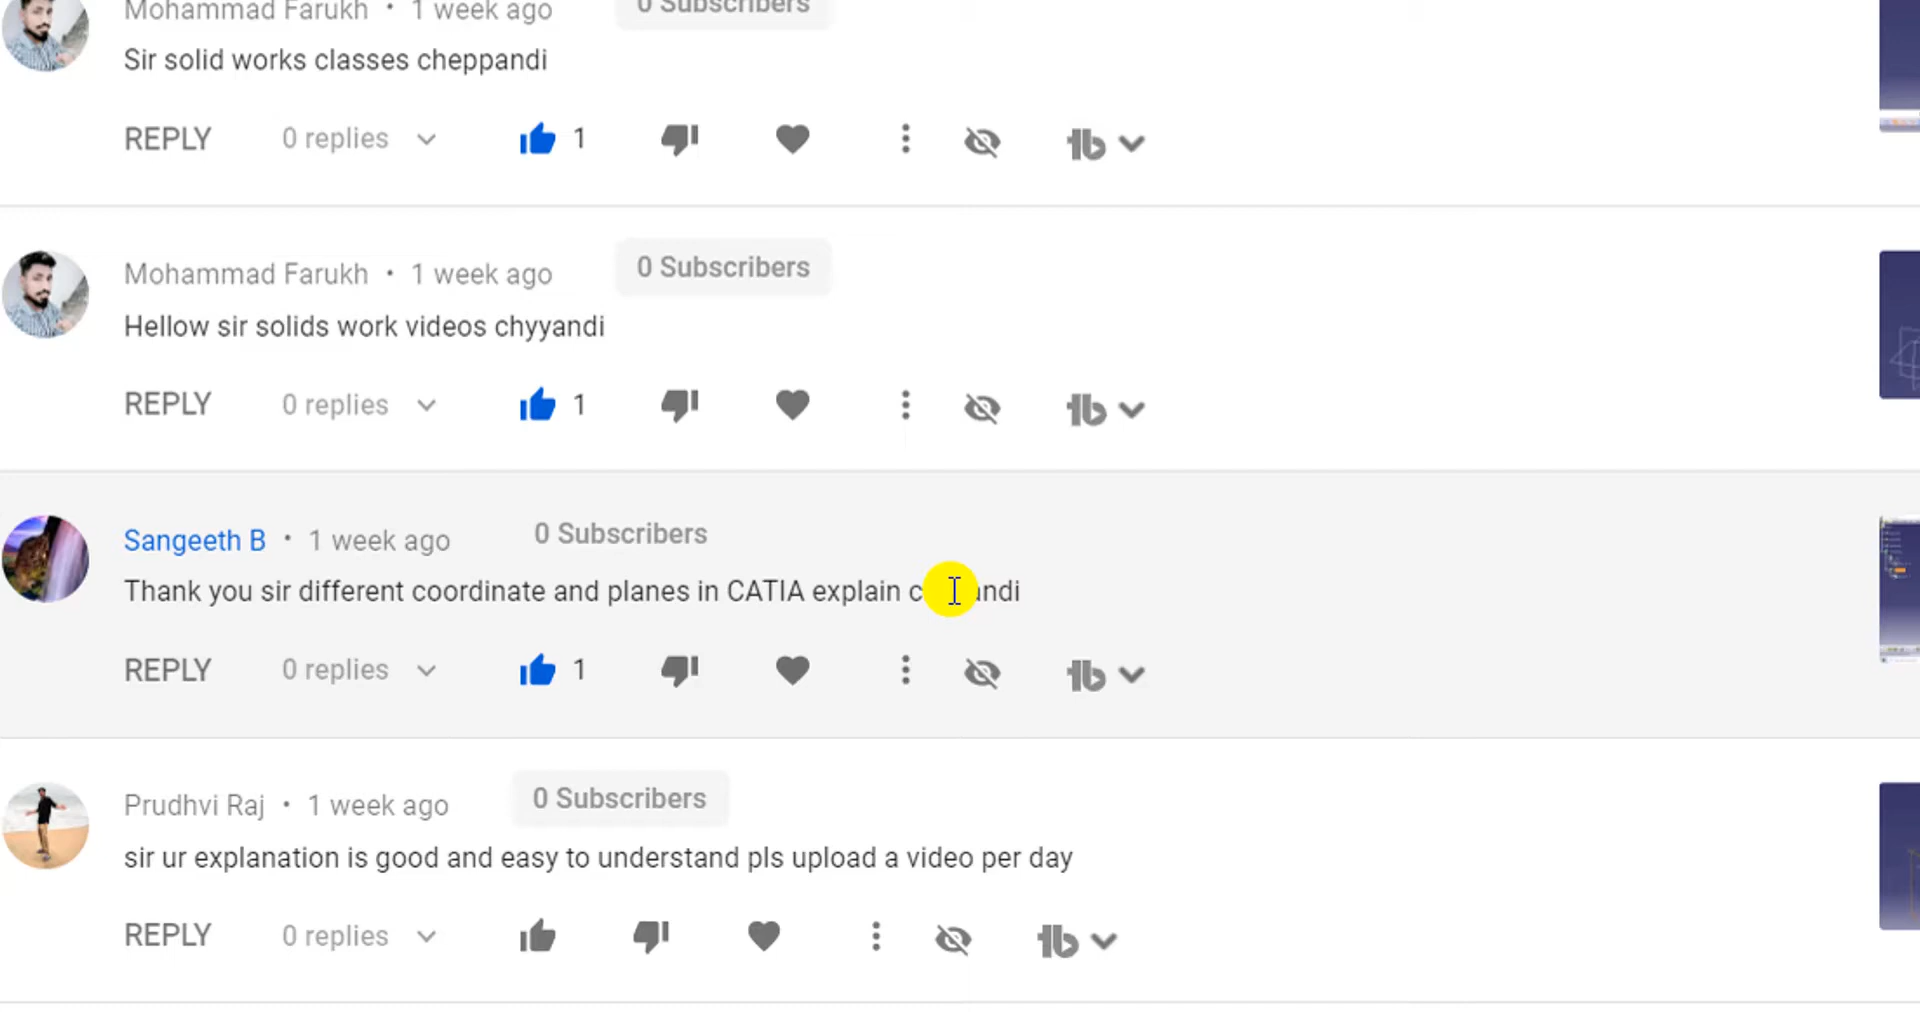 Mohammad Farukh • 1 week ago 0 Subscribers
Sir solid works classes cheppandi
REPLY 0 replies 1
Mohammad Farukh • 1 week ago 0 Subscribers
Hellow sir solids work videos chyyandi
REPLY 0 replies 1
Sangeeth B • 1 week ago 0 Subscribers
Thank you sir different coordinate and planes in CATIA explain
REPLY 0 replies 1
Prudhvi Raj • 1 week ago 0 Subscribers
sir ur explanation is good and easy to understand pls upload a video per day
REPLY 0 replies